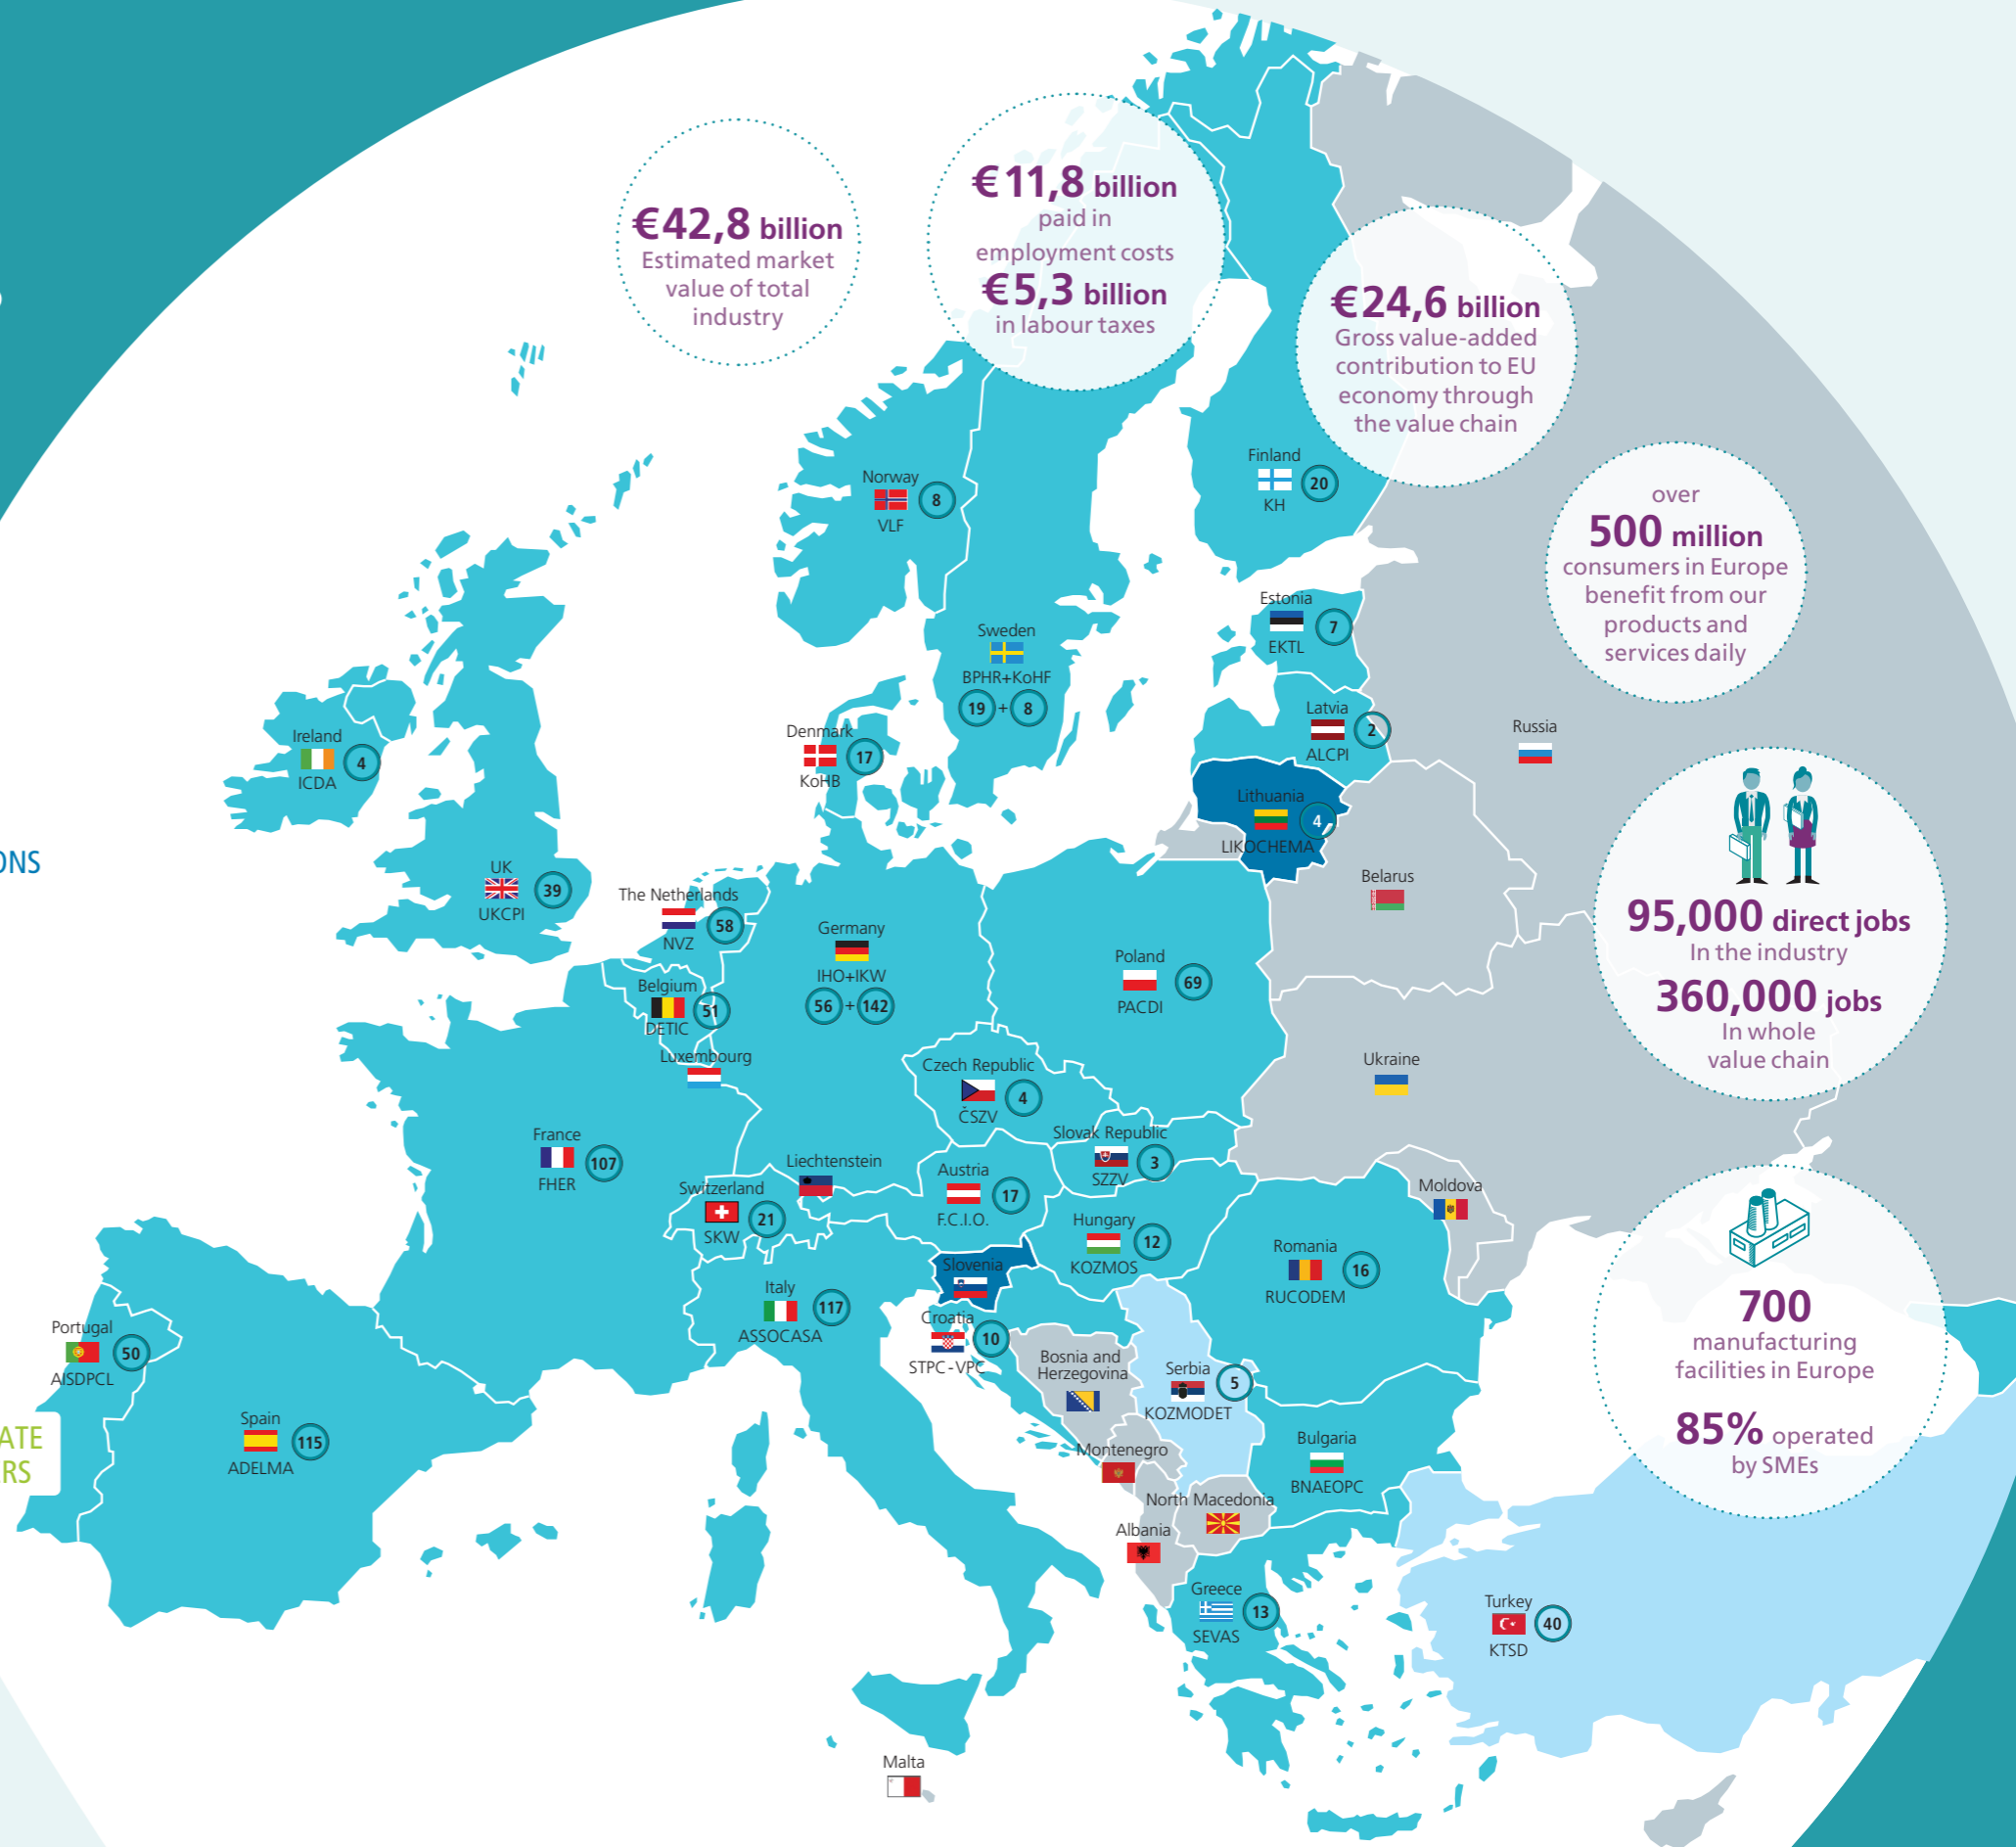 €42,8 billion
Estimated market
value of total
industry
€11,8 billion
paid in
employment costs
€5,3 billion
in labour taxes
€24,6 billion
Gross value-added
contribution to EU
economy through
the value chain
over
500 million
consumers in Europe
benefit from our
products and
services daily
95,000 direct jobs
In the industry
360,000 jobs
In whole
value chain
700
manufacturing
facilities in Europe
85% operated
by SMEs
Norway
8
VLF
Finland
20
KH
Sweden
BPHR+KoHF
19 + 8
Estonia
7
EKTL
Latvia
2
ALCPI
Lithuania
4
LIKOCHEMA
Russia
Belarus
Ukraine
Moldova
Denmark
17
KoHB
Ireland
4
ICDA
UK
39
UKCPI
ONS
The Netherlands
58
NVZ
Belgium
51
DETIC
Luxembourg
Germany
IHO+IKW
56 + 142
Poland
69
PACDI
Czech Republic
4
ČSZV
Slovak Republic
3
SZZV
France
107
FHER
Liechtenstein
Switzerland
21
SKW
Austria
17
F.C.I.O.
Hungary
12
KOZMOS
Romania
16
RUCODEM
Slovenia
Italy
117
ASSOCASA
Croatia
10
STPC-VPC
Bosnia and
Herzegovina
Serbia
5
KOZMODET
Montenegro
Bulgaria
BNAEOPC
North Macedonia
Albania
Greece
13
SEVAS
Turkey
40
KTSD
Portugal
50
AISDPCL
Spain
115
ADELMA
ATE
RS
Malta